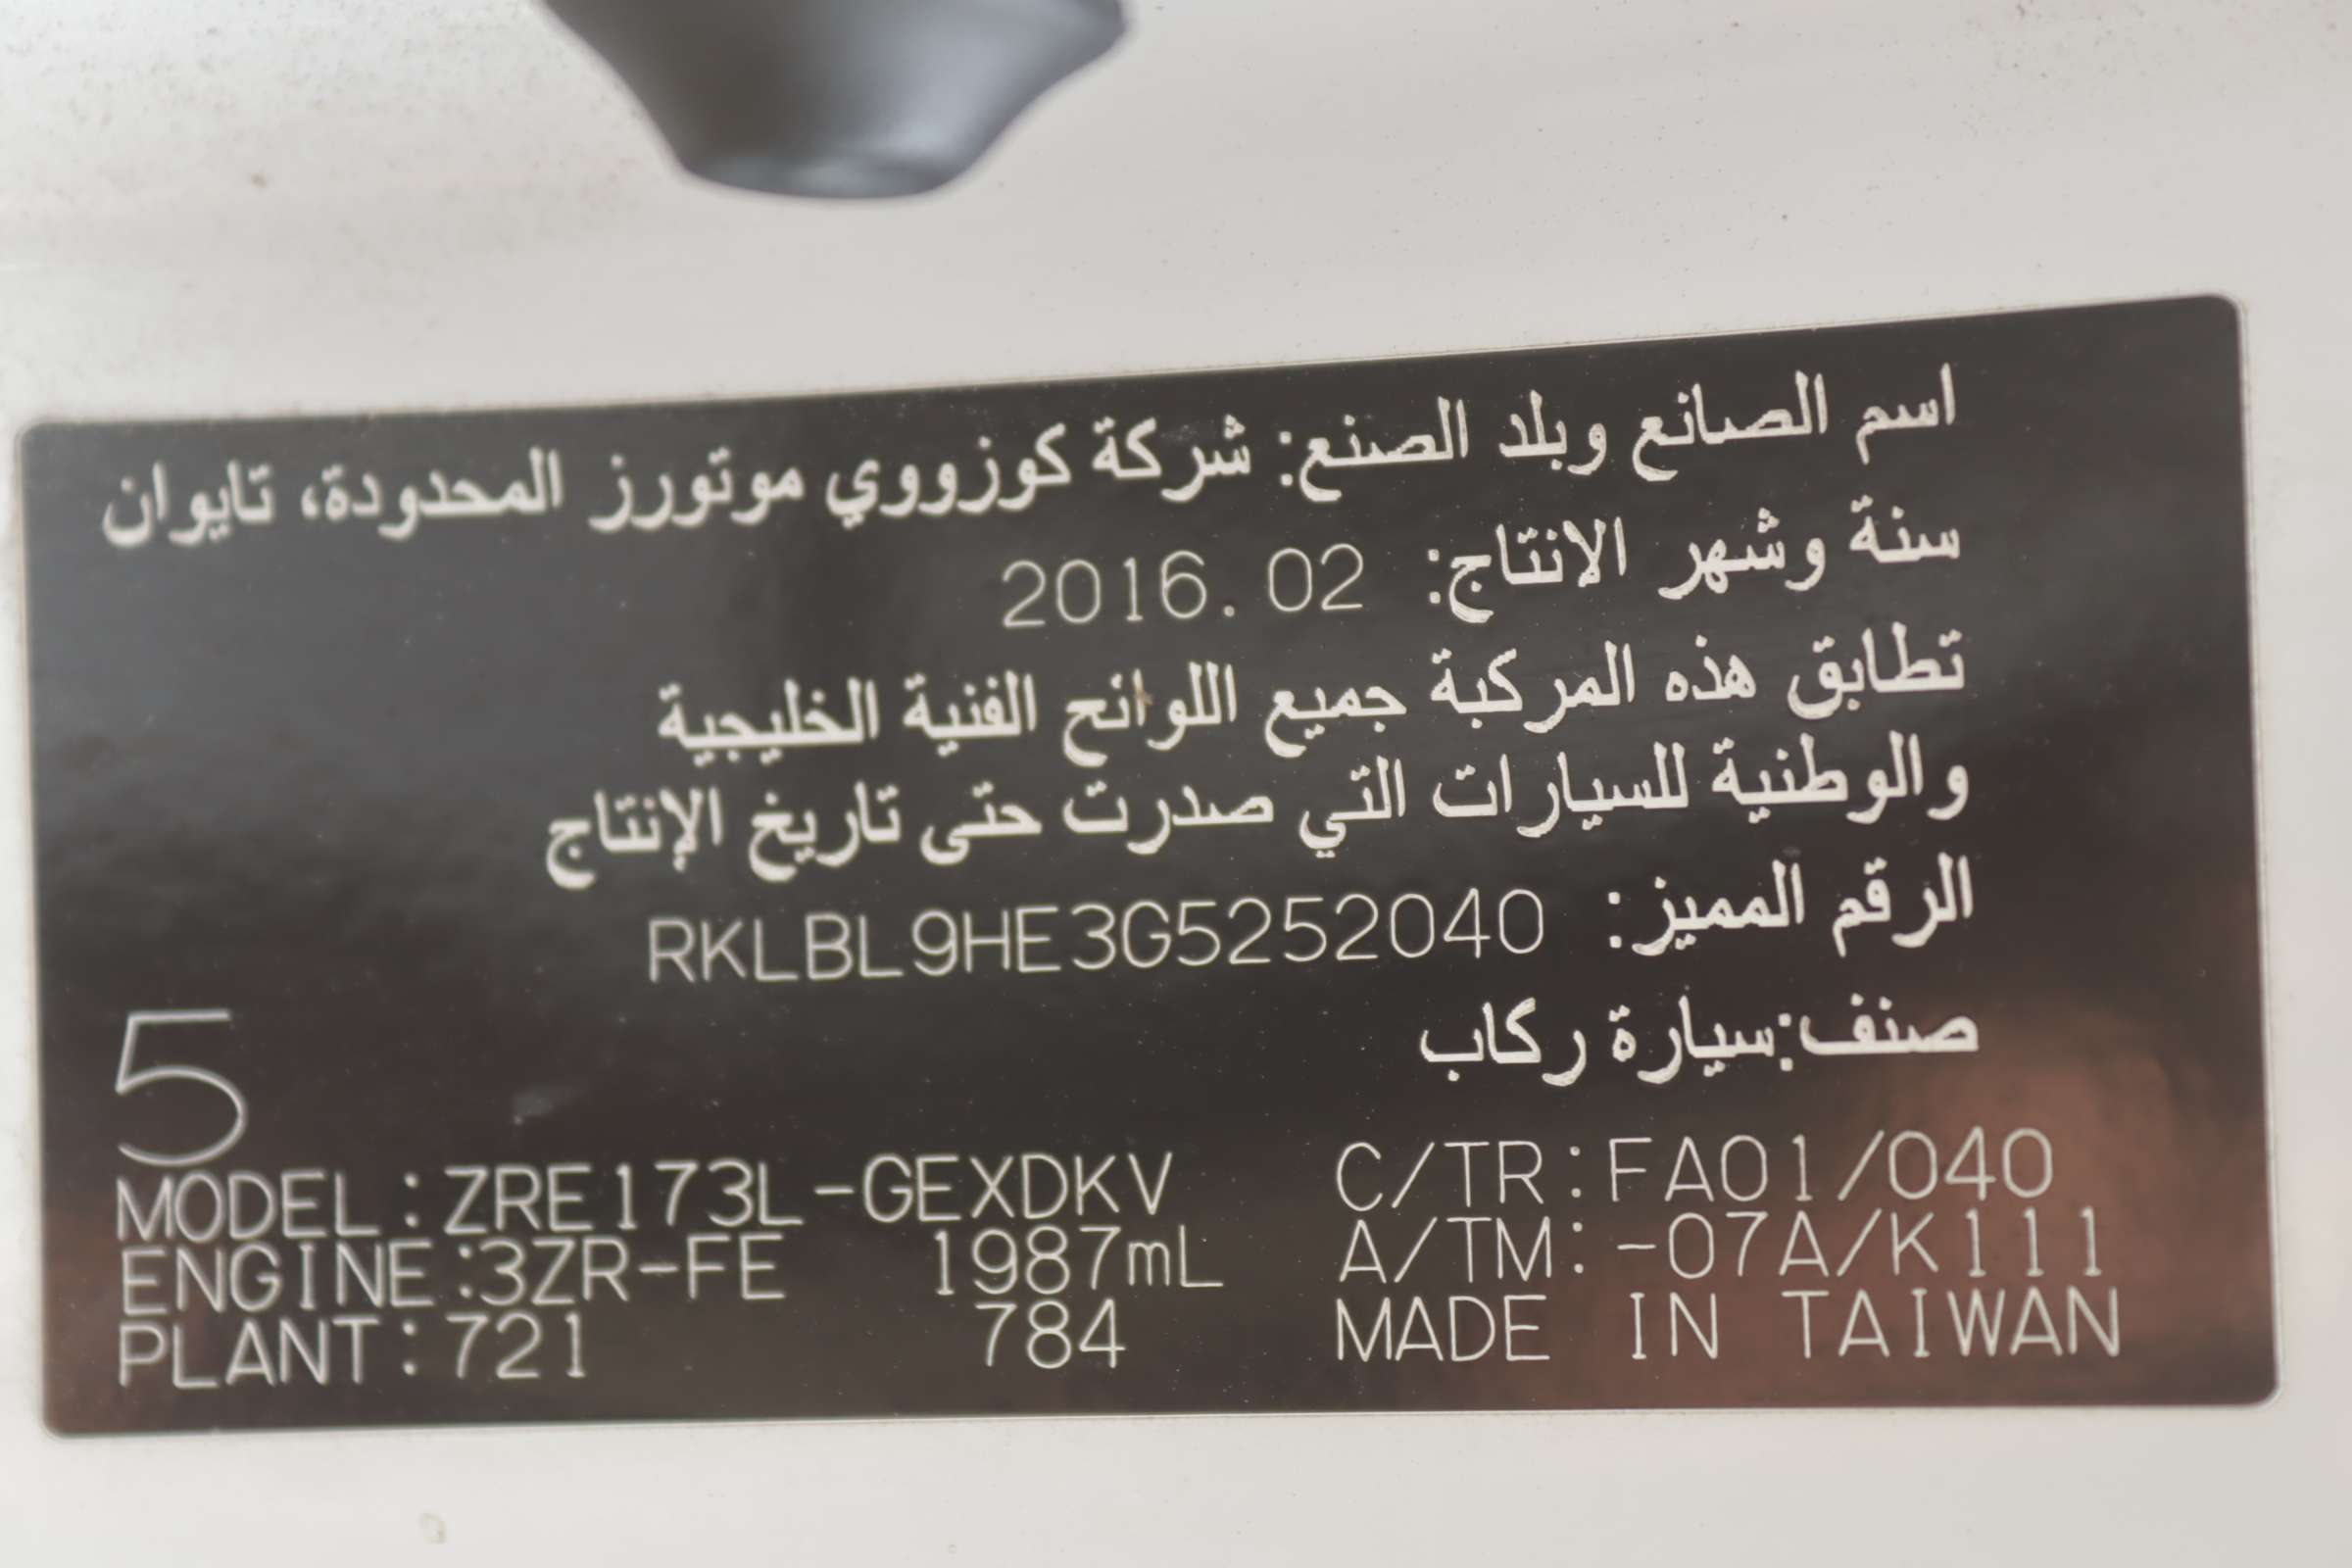 اسم الصانع وبلد الصنع: شركة كوزووي موتورز المحدودة، تايوان
سنة وشهر الانتاج: 2016.02
تطابق هذه المركبة جميع اللوائح الفنية الخليجية
والوطنية للسيارات التي صدرت حتى تاريخ الإنتاج
الرقم المميز: RKLBL9HE3G5252040
صنف:سيارة ركاب
5
MODEL:ZRE173L-GEXDKV C/TR:FA01/040
ENGINE:3ZR-FE 1987mL A/TM:-07A/K111
PLANT:721 784 MADE IN TAIWAN